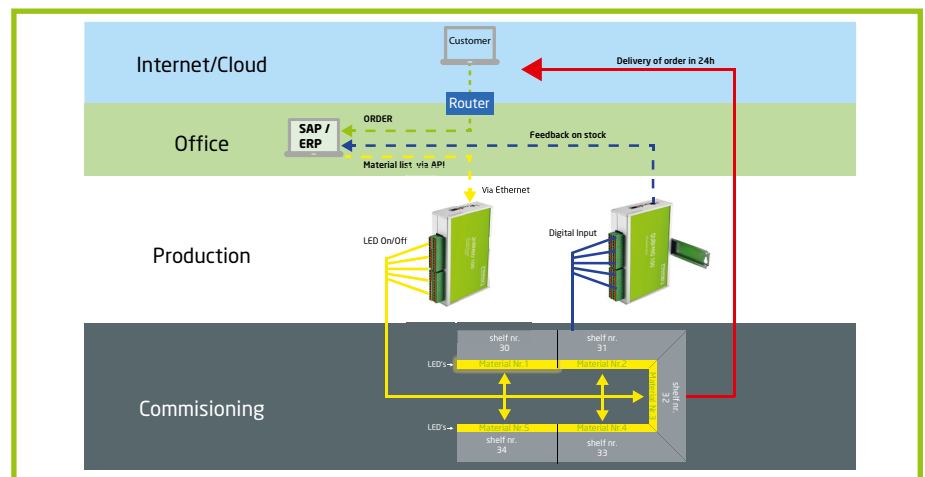 Internet/Cloud
Customer
Delivery of order in 24h
Router
Office
SAP /
ERP
ORDER
Feedback on stock
Material list via API
Via Ethernet
Production
LED On/Off
Digital Input
Commisioning
shelf nr.
30
shelf nr.
31
LED's
Material Nr.1
Material Nr.2
Material Nr.3
shelf nr.
32
LED's
Material Nr.5
Material Nr.4
shelf nr.
34
shelf nr.
33